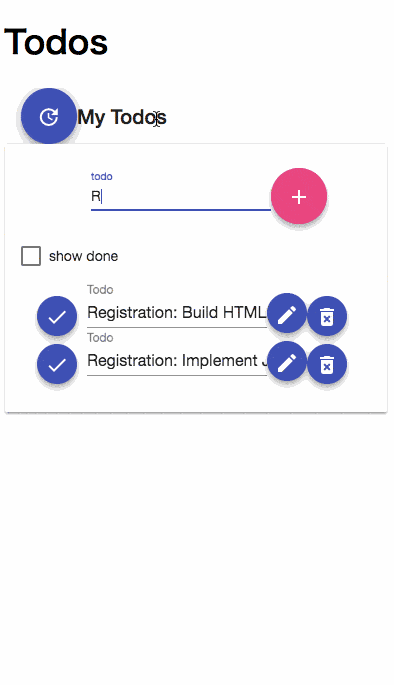 Todos
My Todos
todo
R
show done
Todo
Registration: Build HTML
Todo
Registration: Implement